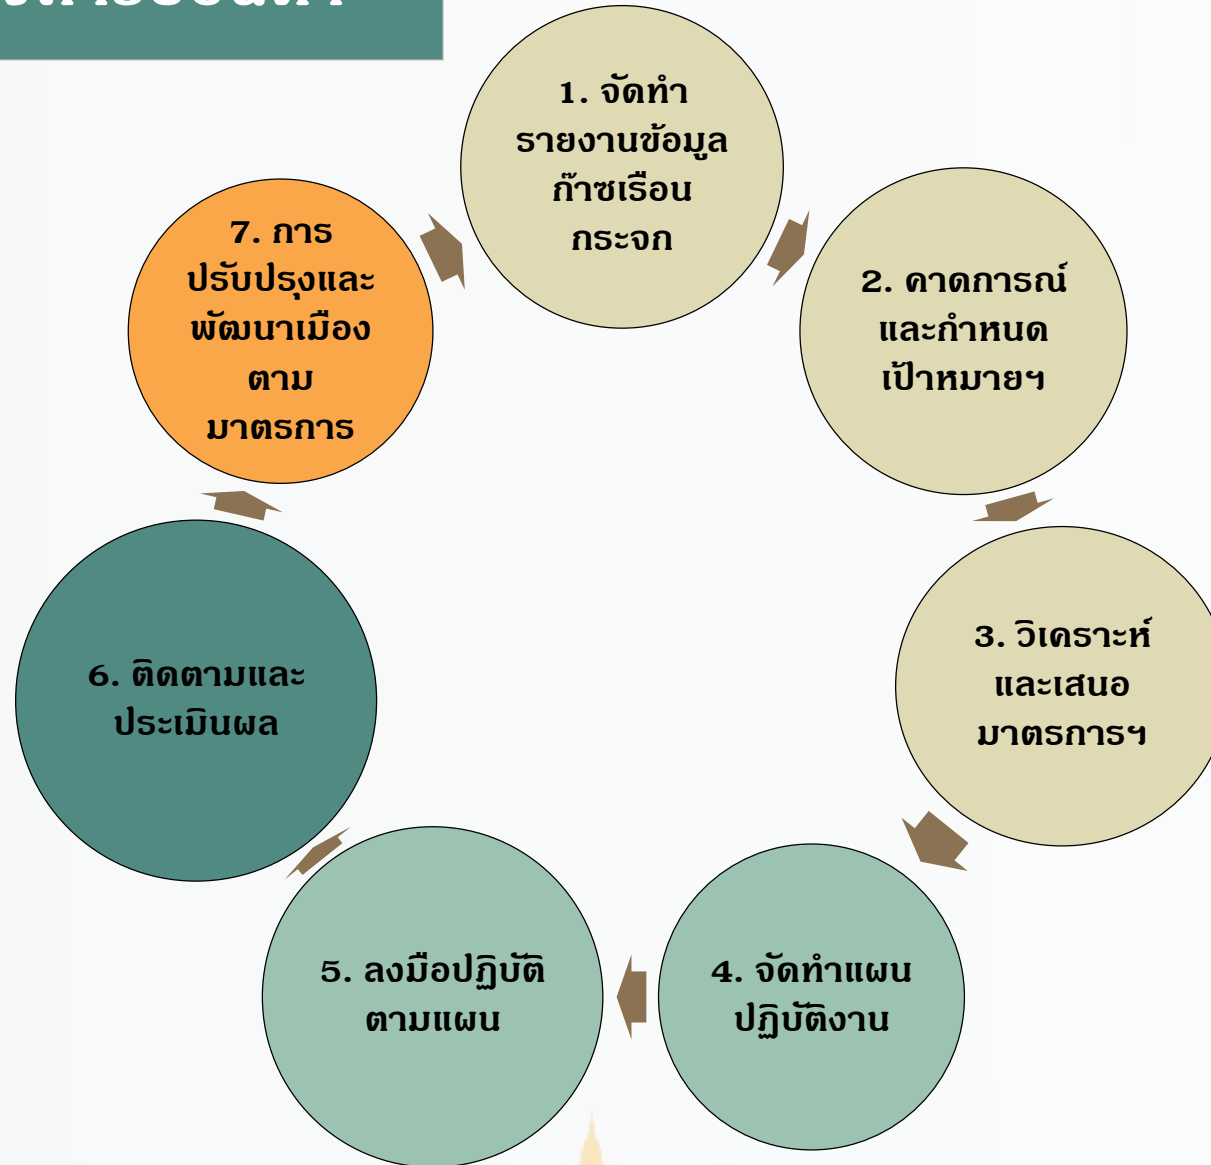 1. จัดทำ
รายงานข้อมูล
ก๊าซเรือน
กระจก
2. คาดการณ์
และกำหนด
เป้าหมายฯ
3. วิเคราะห์
และเสนอ
มาตรการฯ
4. จัดทำแผน
ปฏิบัติงาน
5. ลงมือปฏิบัติ
ตามแผน
6. ติดตามและ
ประเมินผล
7. การ
ปรับปรุงและ
พัฒนาเมือง
ตาม
มาตรการ